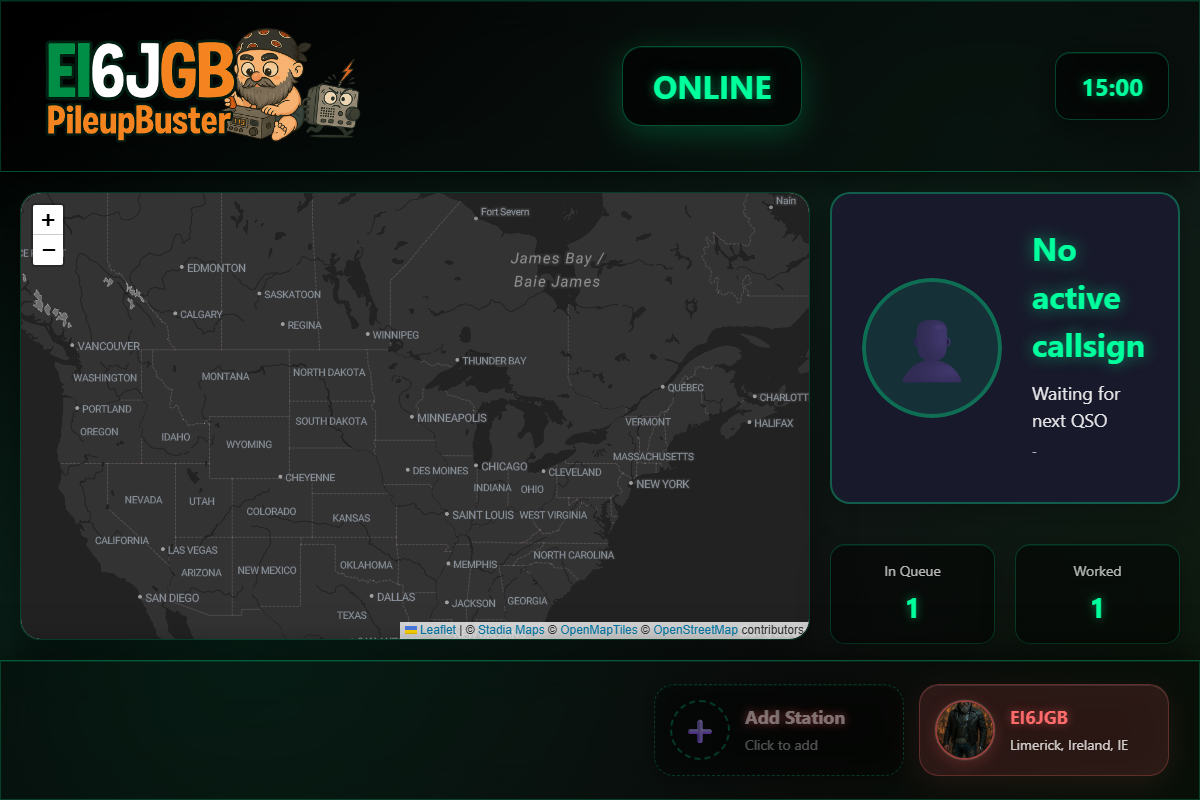 EI6JGB
PileupBuster
ONLINE
15:00
+
−
Fort Severn
Nain
James Bay /
Baie James
EDMONTON
SASKATOON
CALGARY
REGINA
WINNIPEG
VANCOUVER
THUNDER BAY
WASHINGTON
MONTANA
NORTH DAKOTA
QUÉBEC
CHARLOTT
PORTLAND
SOUTH DAKOTA
MINNEAPOLIS
VERMONT
HALIFAX
OREGON
IDAHO
WYOMING
MASSACHUSETTS
CHEYENNE
DES MOINES
CHICAGO
CLEVELAND
NEW YORK
INDIANA
OHIO
NEVADA
UTAH
COLORADO
KANSAS
SAINT LOUIS
WEST VIRGINIA
CALIFORNIA
LAS VEGAS
NORTH CAROLINA
ARIZONA
NEW MEXICO
OKLAHOMA
MEMPHIS
SAN DIEGO
DALLAS
JACKSON
GEORGIA
TEXAS
Leaflet | © Stadia Maps © OpenMapTiles © OpenStreetMap contributors
No
active
callsign
Waiting for
next QSO
-
In Queue
1
Worked
1
Add Station
Click to add
EI6JGB
Limerick, Ireland, IE